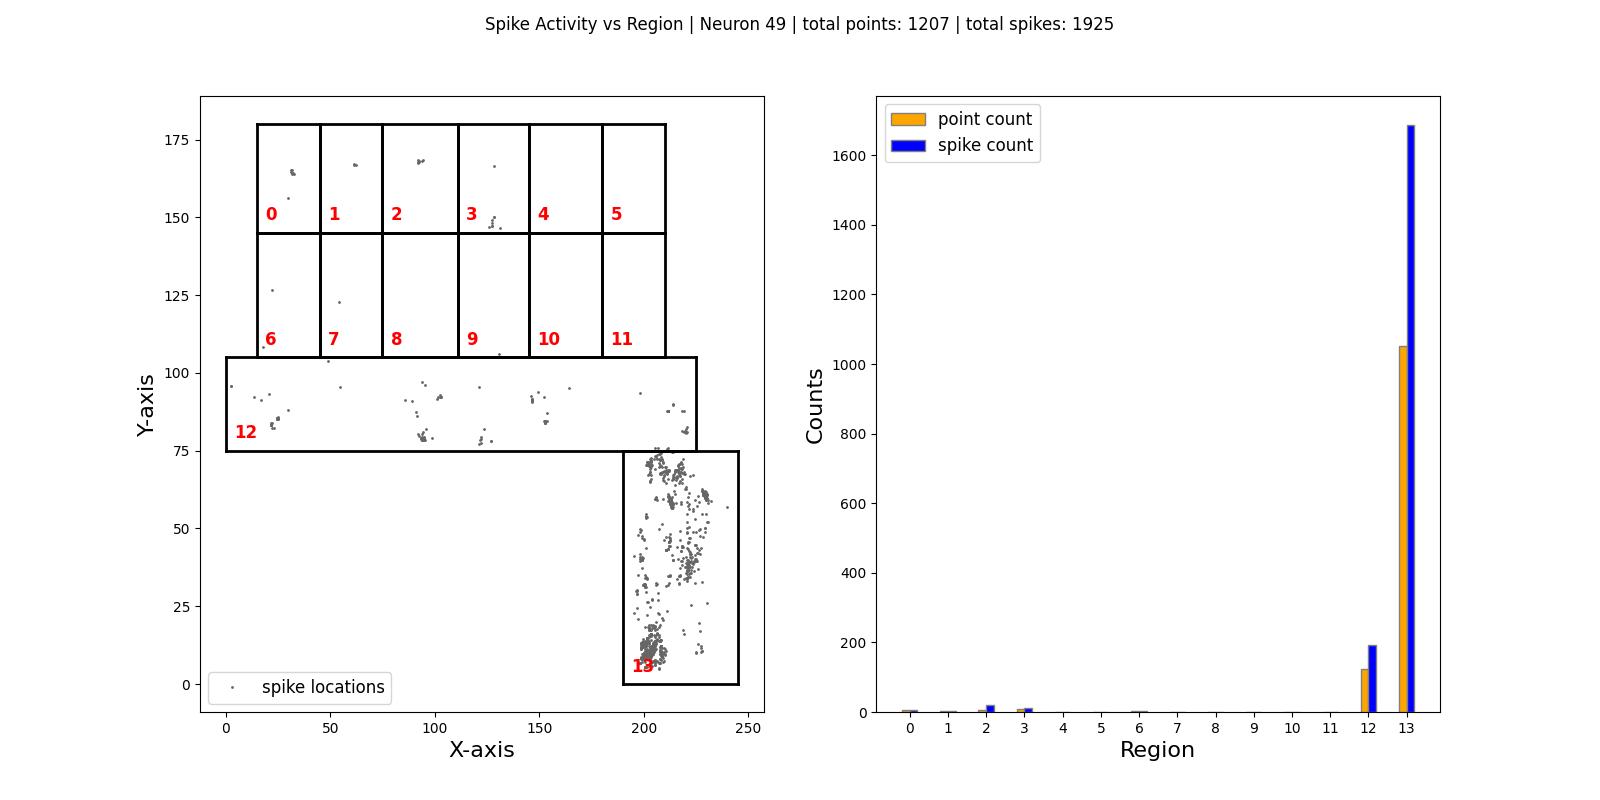 Spike Activity vs Region | Neuron 49 | total points: 1207 | total spikes: 1925
175
150
125
100
75
50
25
0
0 1 2 3 4 5
6 7 8 9 10 11
12
13
spike locations
0 50 100 150 200 250
X-axis
Y-axis
point count
spike count
1600
1400
1200
1000
800
600
400
200
0
0 1 2 3 4 5 6 7 8 9 10 11 12 13
Region
Counts